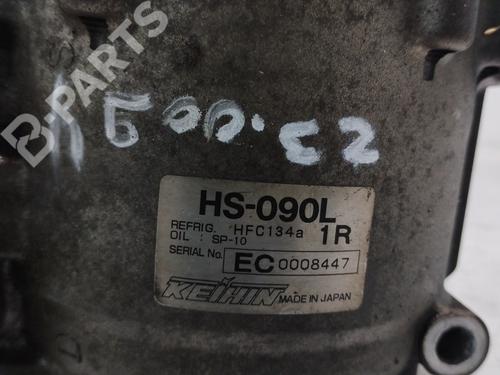 B-PARTS
HS-090L
REFRIG. HFC134a 1R
OIL : SP-10
SERIAL No. EC 0008447
KEIHIN MADE IN JAPAN